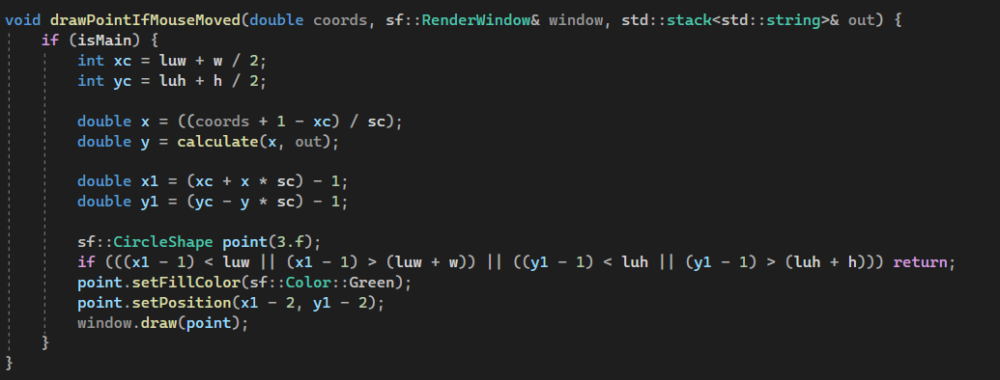 void drawPointIfMouseMoved(double coords, sf::RenderWindow& window, std::stack<std::string>& out) {
    if (isMain) {
        int xc = luw + w / 2;
        int yc = luh + h / 2;

        double x = ((coords + 1 - xc) / sc);
        double y = calculate(x, out);

        double x1 = (xc + x * sc) - 1;
        double y1 = (yc - y * sc) - 1;

        sf::CircleShape point(3.f);
        if (((x1 - 1) < luw || (x1 - 1) > (luw + w)) || ((y1 - 1) < luh || (y1 - 1) > (luh + h))) return;
        point.setFillColor(sf::Color::Green);
        point.setPosition(x1 - 2, y1 - 2);
        window.draw(point);
    }
}